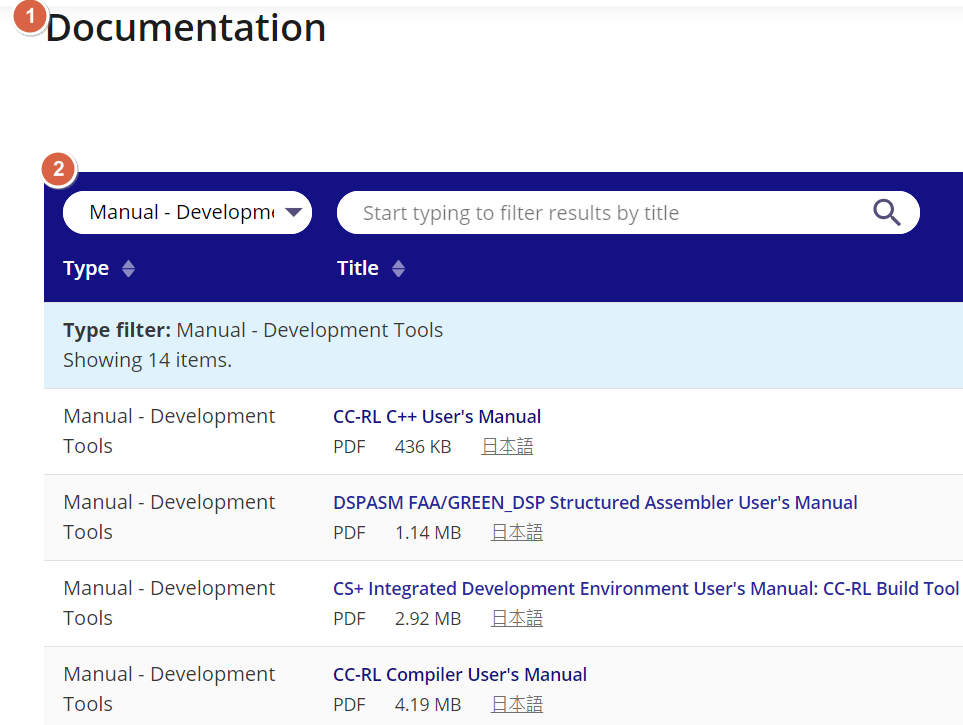 1
Documentation
2
Manual - Developme
Start typing to filter results by title
Type
Title
Type filter: Manual - Development Tools
Showing 14 items.
Manual - Development
Tools
CC-RL C++ User's Manual
PDF 436 KB 日本語
Manual - Development
Tools
DSPASM FAA/GREEN_DSP Structured Assembler User's Manual
PDF 1.14 MB 日本語
Manual - Development
Tools
CS+ Integrated Development Environment User's Manual: CC-RL Build Tool
PDF 2.92 MB 日本語
Manual - Development
Tools
CC-RL Compiler User's Manual
PDF 4.19 MB 日本語